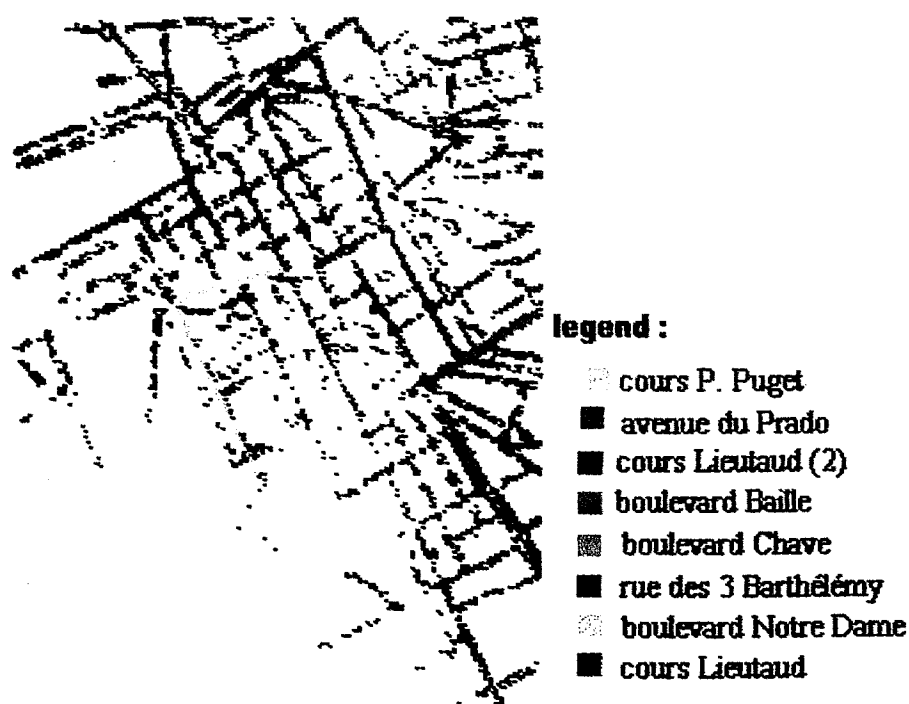 legend :
cours P. Puget
avenue du Prado
cours Lieutaud (2)
boulevard Baille
boulevard Chave
rue des 3 Barthélémy
boulevard Notre Dame
cours Lieutaud